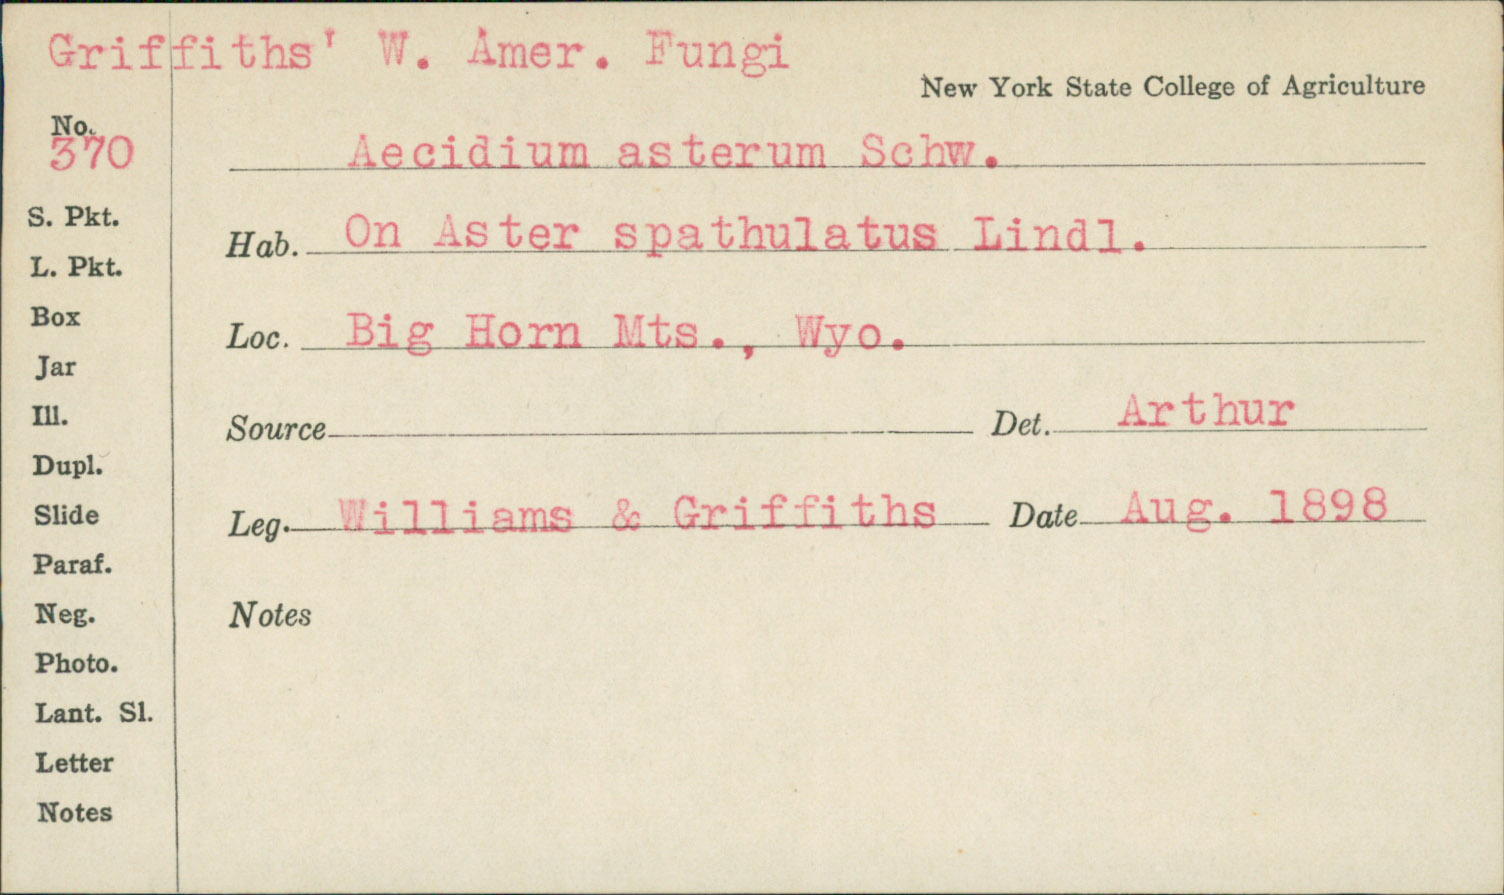 Griffiths' W. Amer. Fungi
New York State College of Agriculture
No.
370
Aecidium asterum Schw.
S. Pkt.
Hab. On Aster spathulatus Lindl.
L. Pkt.
Box
Loc. Big Horn Mts., Wyo.
Jar
Ill.
Source Det. Arthur
Dupl.
Slide
Leg. Williams & Griffiths Date Aug. 1898
Paraf.
Neg.
Notes
Photo.
Lant. Sl.
Letter
Notes